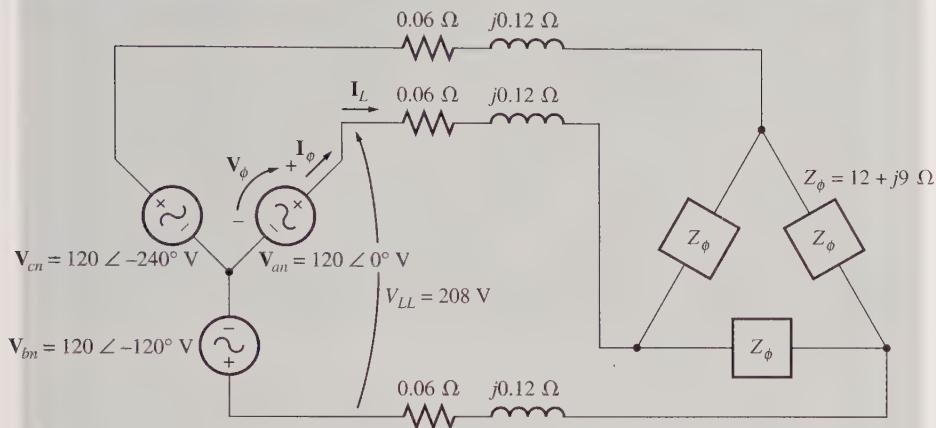 0.06 Ω
j0.12 Ω
I_L
0.06 Ω
j0.12 Ω
V_ϕ
+
I_ϕ
Z_ϕ = 12 + j9 Ω
–
Z_ϕ
Z_ϕ
V_cn = 120 ∠ –240° V
V_an = 120 ∠ 0° V
V_LL = 208 V
V_bn = 120 ∠ –120° V
–
+
Z_ϕ
0.06 Ω
j0.12 Ω